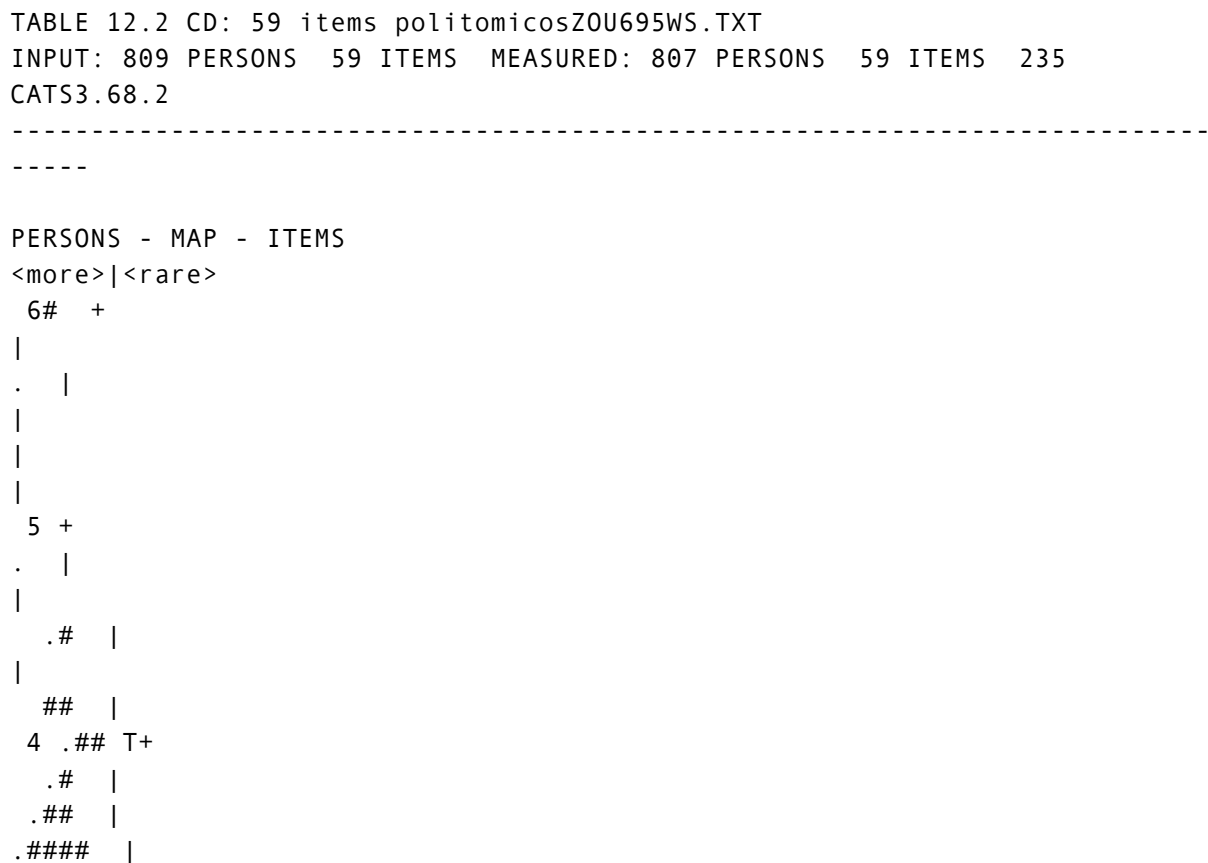 TABLE 12.2 CD: 59 items politomicosZOU695WS.TXT
INPUT: 809 PERSONS  59 ITEMS  MEASURED: 807 PERSONS  59 ITEMS  235
CATS3.68.2
---------------------------------------------------------------------------
-----
PERSONS - MAP - ITEMS
<more>|<rare>
 6#  +
|
.  |
|
|
|
 5 +
.  |
|
  .#  |
|
  ##  |
 4 .## T+
  .#  |
 .##  |
.####  |